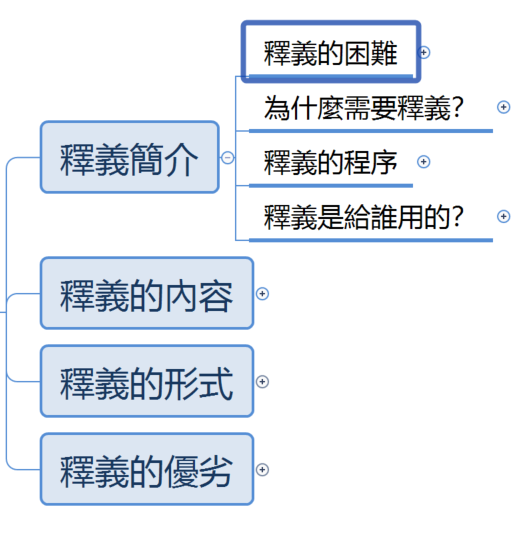 釋義簡介
釋義的困難
為什麼需要釋義？
釋義的程序
釋義是給誰用的？
釋義的內容
釋義的形式
釋義的優劣